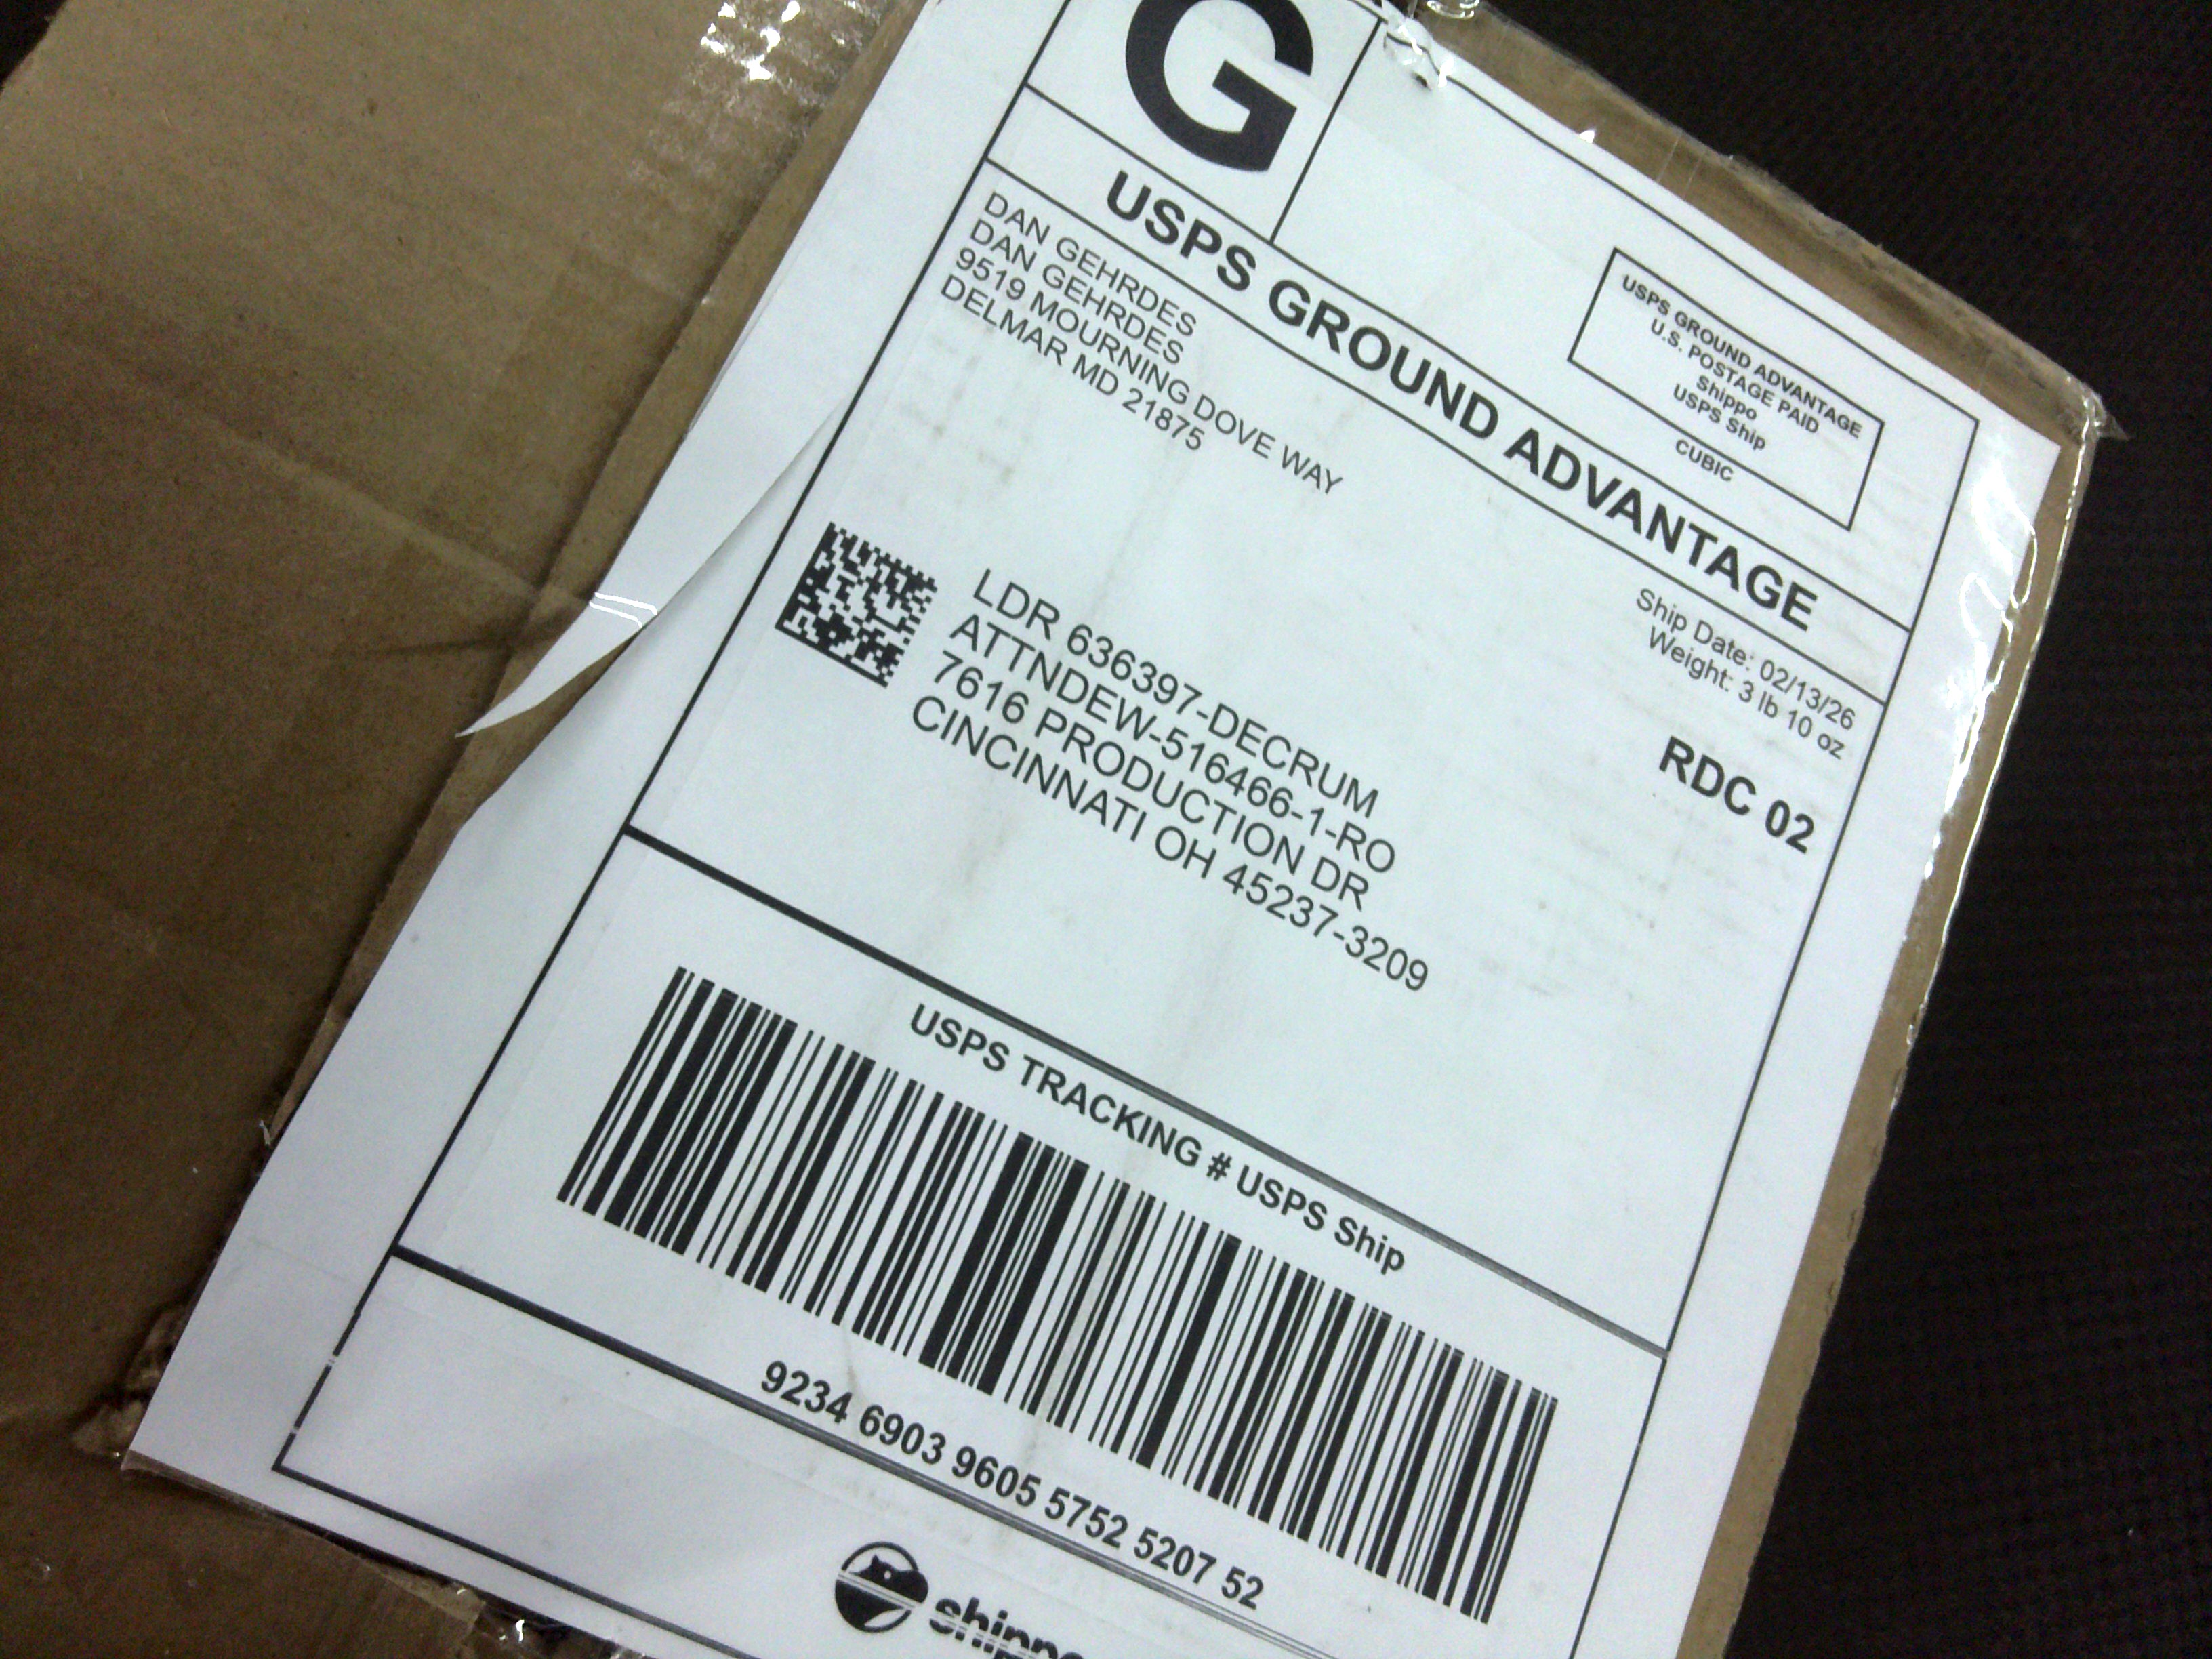 G
USPS GROUND ADVANTAGE
U.S. POSTAGE PAID
Shippo
USPS Ship
CUBIC
USPS GROUND ADVANTAGE
DAN GEHRDES
DAN GEHRDES
9519 MOURNING DOVE WAY
DELMAR MD 21875
Ship Date: 02/13/26
Weight: 3 lb 10 oz
RDC 02
LDR 636397-DECRUM
ATTNDEW-516466-1-RO
7616 PRODUCTION DR
CINCINNATI OH 45237-3209
USPS TRACKING # USPS Ship
9234 6903 9605 5752 5207 52
shippo